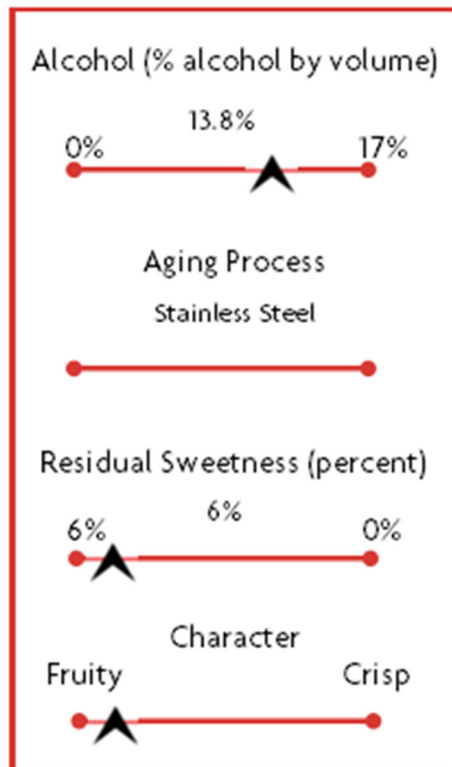 Alcohol (% alcohol by volume)
13.8%
0% 17%
Aging Process
Stainless Steel
Residual Sweetness (percent)
6%
6% 0%
Character
Fruity Crisp